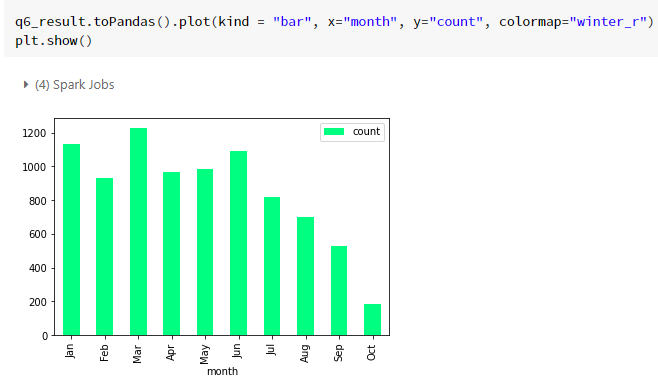 q6_result.toPandas().plot(kind = "bar", x="month", y="count", colormap="winter_r")
plt.show()
(4) Spark Jobs
count
1200
1000
800
600
400
200
0
Jan Feb Mar Apr May Jun Jul Aug Sep Oct
month